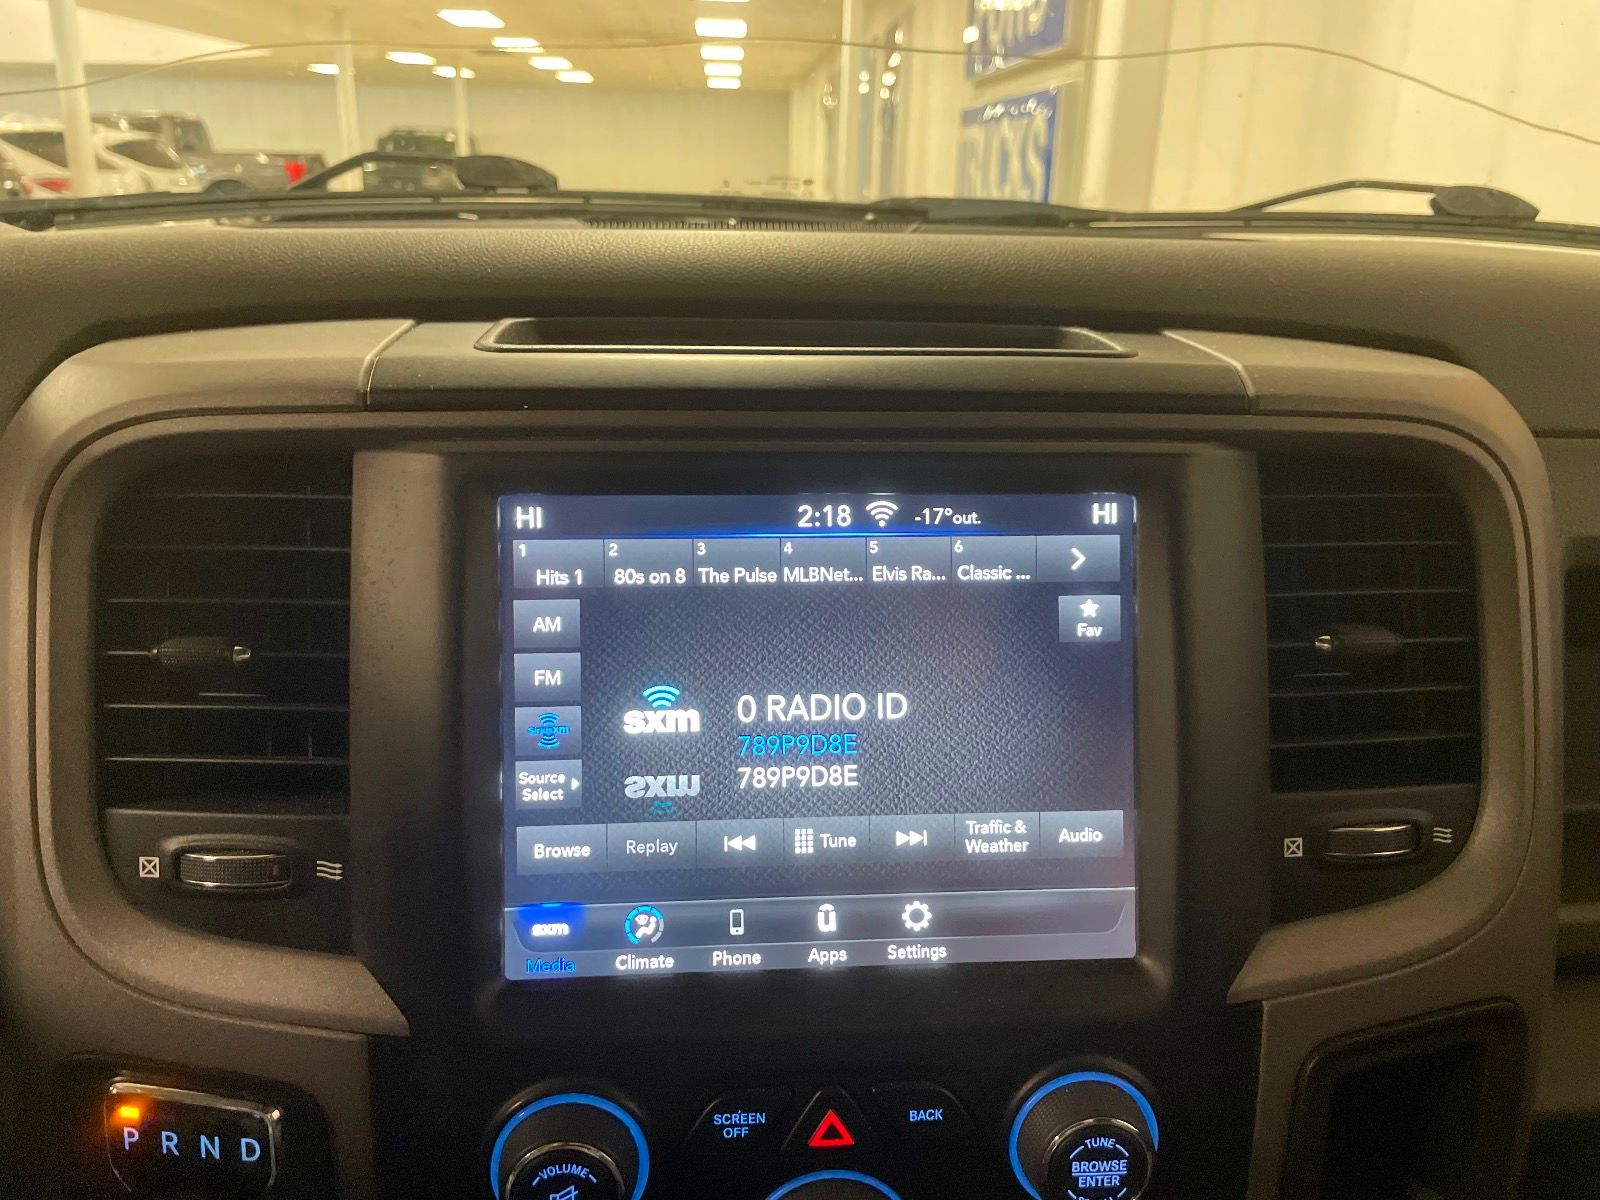 HI 2:18 -17°out. HI
1 2 3 4 5 6
Hits 1 80s on 8 The Pulse MLBNet... Elvis Ra... Classic ...
AM
Fav
FM
sxm
0 RADIO ID
SiriusXm
789P9D8E
789P9D8E
Source
Select
Browse Replay Tune Traffic &
Weather
Audio
sxm
Media Climate Phone Apps Settings
P R N D
SCREEN
OFF
BACK
VOLUME
TUNE
BROWSE
ENTER